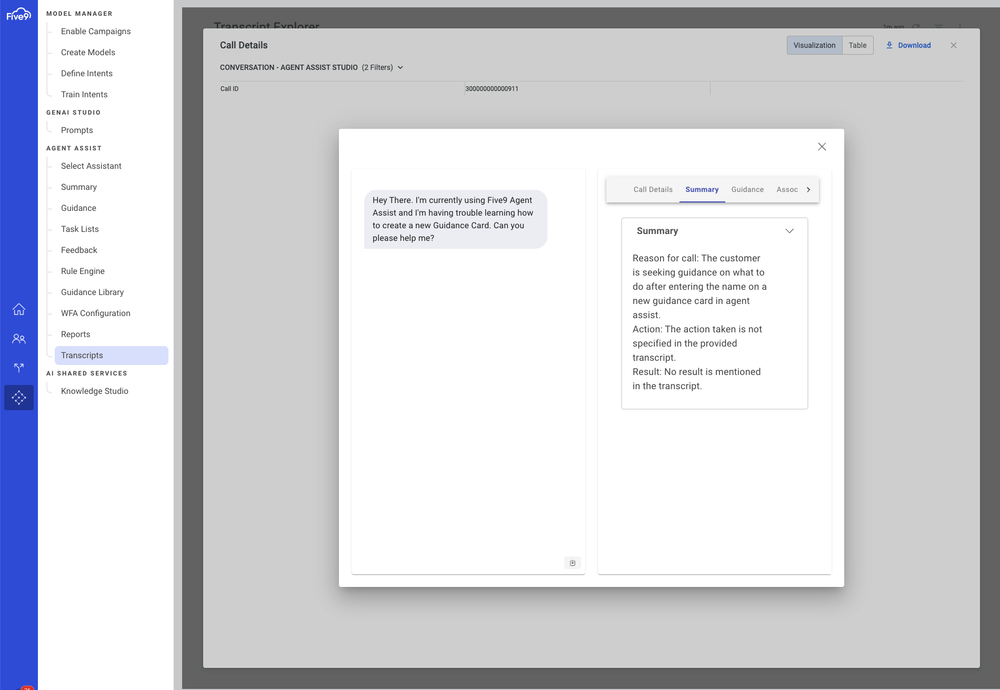 Five9
MODEL MANAGER
Enable Campaigns
Create Models
Define Intents
Train Intents
GENAI STUDIO
Prompts
AGENT ASSIST
Select Assistant
Summary
Guidance
Task Lists
Feedback
Rule Engine
Guidance Library
WFA Configuration
Reports
Transcripts
AI SHARED SERVICES
Knowledge Studio
26
Transcript Explorer
1m ago
Call Details
Visualization
Table
Download
CONVERSATION - AGENT ASSIST STUDIO (2 Filters)
Call ID
300000000000911
Hey There. I'm currently using Five9 Agent
Assist and I'm having trouble learning how
to create a new Guidance Card. Can you
please help me?
Call Details
Summary
Guidance
Assoc
Summary
Reason for call: The customer
is seeking guidance on what to
do after entering the name on a
new guidance card in agent
assist.
Action: The action taken is not
specified in the provided
transcript.
Result: No result is mentioned
in the transcript.